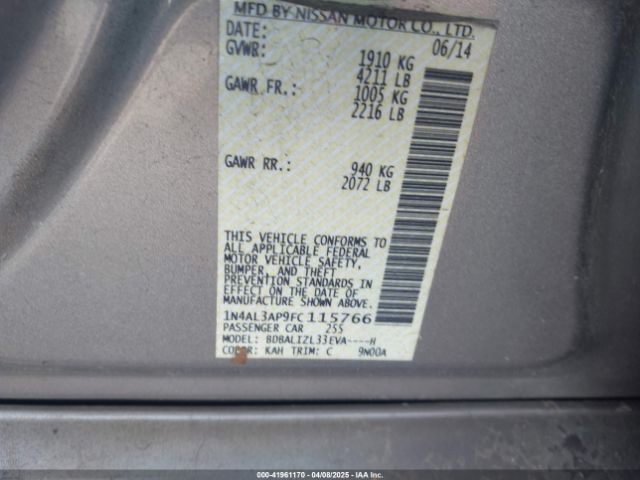 MFD BY NISSAN MOTOR CO., LTD.
DATE: 06/14
GVWR: 1910 KG
4211 LB
GAWR FR.: 1005 KG
2216 LB
GAWR RR.: 940 KG
2072 LB
THIS VEHICLE CONFORMS TO
ALL APPLICABLE FEDERAL
MOTOR VEHICLE SAFETY,
BUMPER, AND THEFT
PREVENTION STANDARDS
IN EFFECT ON THE DATE OF
MANUFACTURE SHOWN ABOVE.
1N4AL3AP9FC115766
PASSENGER CAR 255
MODEL: BDBALIZL33EVA----H
COLOR: KAH TRIM: C 9N00A
000-41961170 | 04/08/2025 - IAAI.com